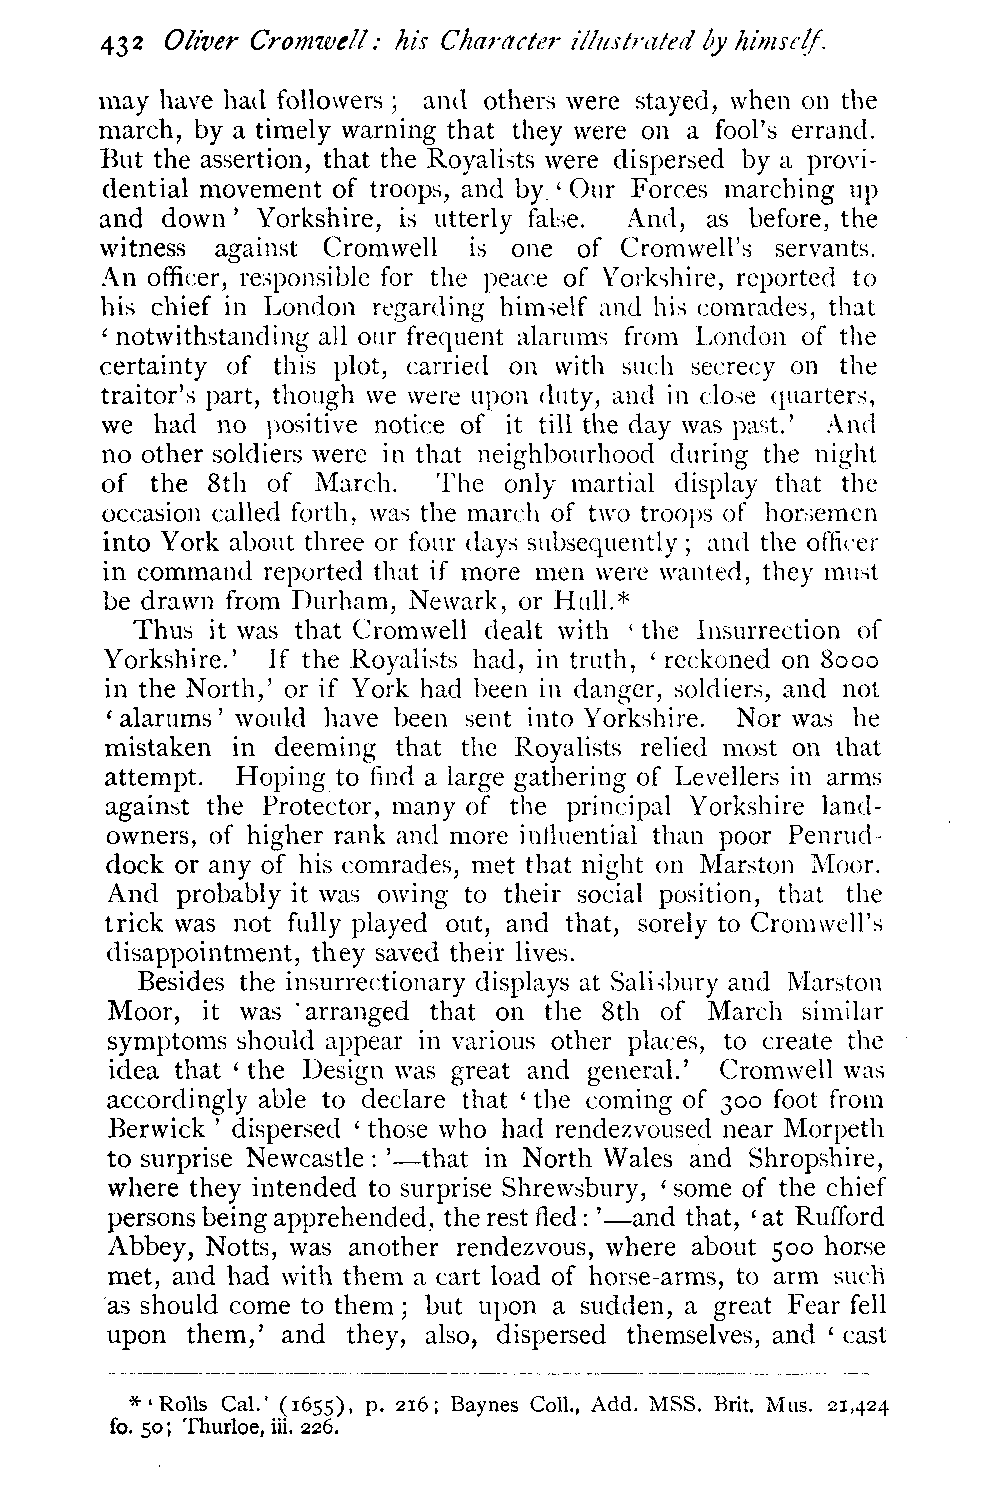 432 Oliver Cromwell: his Character illustrated by himself.
may have had followers ; and others were stayed, when on the
march, by a timely warning that they were on a fool's errand.
But the assertion, that the Royalists were dispersed by a provi-
dential movement of troops, and by ‘ Our Forces marching up
and down ’ Yorkshire, is utterly false. And, as before, the
witness against Cromwell is one of Cromwell's servants.
An officer, responsible for the peace of Yorkshire, reported to
his chief in London regarding himself and his comrades, that
‘ notwithstanding all our frequent alarums from London of the
certainty of this plot, carried on with such secrecy on the
traitor's part, though we were upon duty, and in close quarters,
we had no positive notice of it till the day was past.’ And
no other soldiers were in that neighbourhood during the night
of the 8th of March. The only martial display that the
occasion called forth, was the march of two troops of horsemen
into York about three or four days subsequently ; and the officer
in command reported that if more men were wanted, they must
be drawn from Durham, Newark, or Hull.*
Thus it was that Cromwell dealt with ‘ the Insurrection of
Yorkshire.’ If the Royalists had, in truth, ‘ reckoned on 8000
in the North,’ or if York had been in danger, soldiers, and not
‘ alarums ’ would have been sent into Yorkshire. Nor was he
mistaken in deeming that the Royalists relied most on that
attempt. Hoping to find a large gathering of Levellers in arms
against the Protector, many of the principal Yorkshire land-
owners, of higher rank and more influential than poor Penrud-
dock or any of his comrades, met that night on Marston Moor.
And probably it was owing to their social position, that the
trick was not fully played out, and that, sorely to Cromwell's
disappointment, they saved their lives.
Besides the insurrectionary displays at Salisbury and Marston
Moor, it was arranged that on the 8th of March similar
symptoms should appear in various other places, to create the
idea that ‘ the Design was great and general.’ Cromwell was
accordingly able to declare that ‘ the coming of 300 foot from
Berwick ’ dispersed ‘ those who had rendezvoused near Morpeth
to surprise Newcastle : ’—that in North Wales and Shropshire,
where they intended to surprise Shrewsbury, ‘ some of the chief
persons being apprehended, the rest fled : ’—and that, ‘ at Rufford
Abbey, Notts, was another rendezvous, where about 500 horse
met, and had with them a cart load of horse-arms, to arm such
as should come to them ; but upon a sudden, a great Fear fell
upon them,’ and they, also, dispersed themselves, and ‘ cast
* ‘ Rolls Cal.’ (1655), p. 216 ; Baynes Coll., Add. MSS. Brit. Mus. 21,424
fo. 50 ; Thurloe, iii. 226.